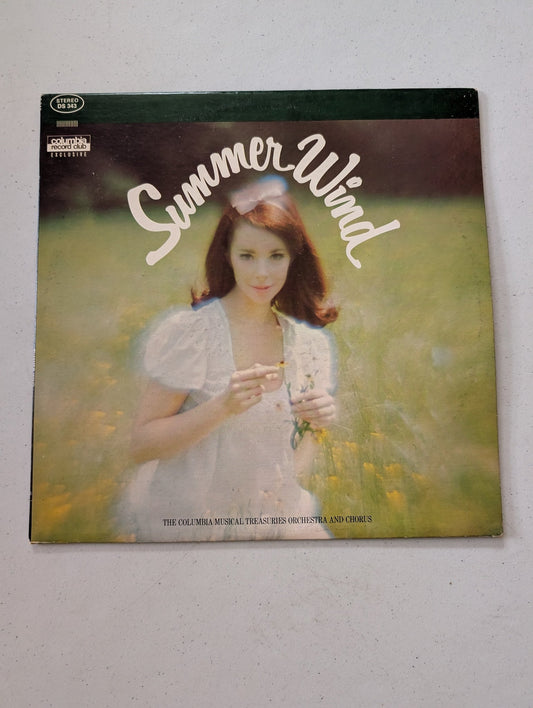 STEREO
DS 343
columbia
record club
EXCLUSIVE
Summer Wind
THE COLUMBIA MUSICAL TREASURIES ORCHESTRA AND CHORUS